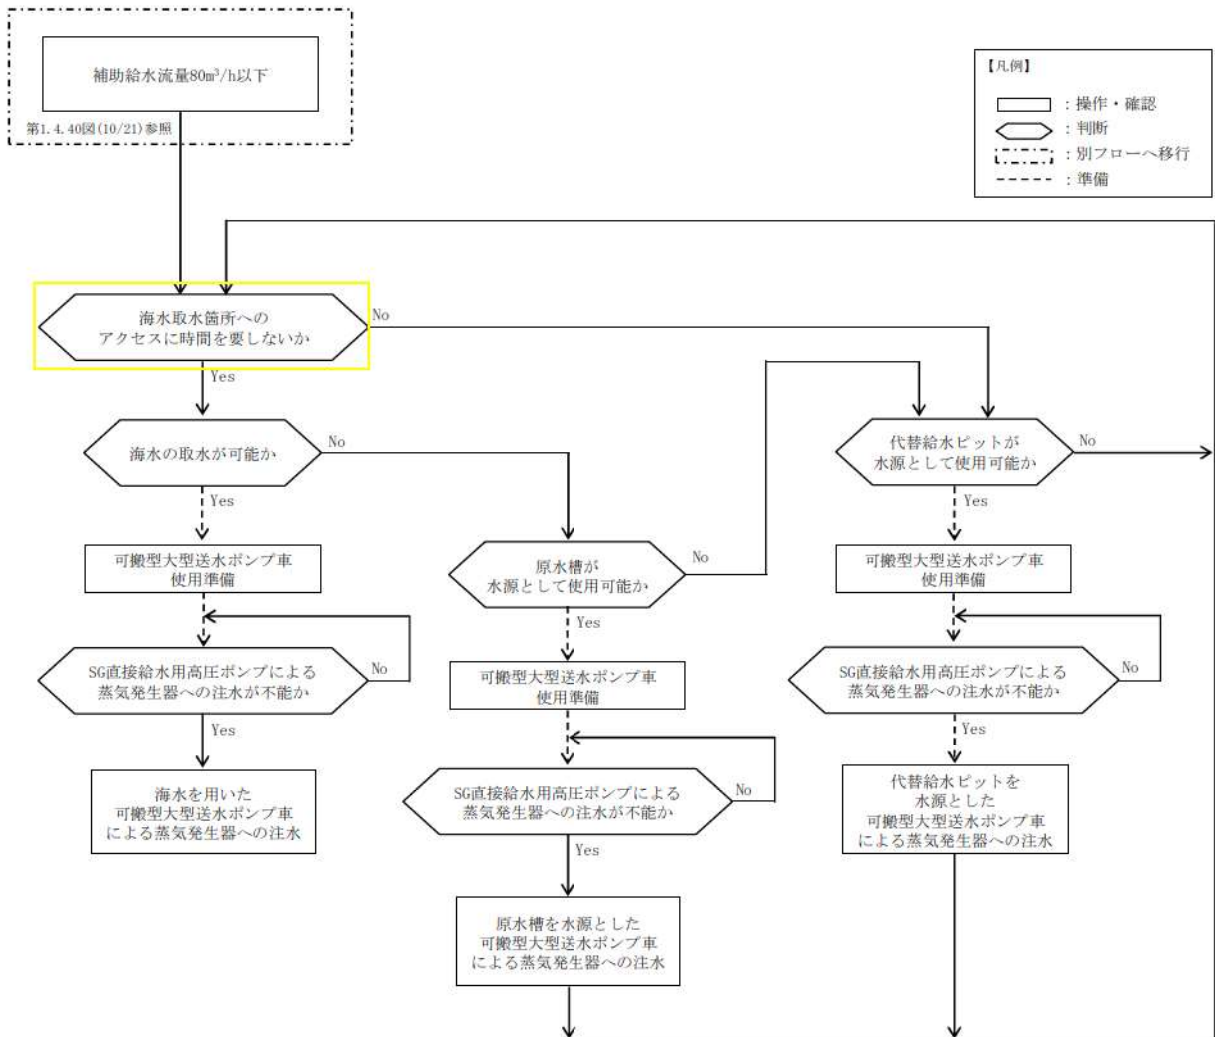 補助給水流量80m³/h以下
第1.4.40図(10/21)参照
【凡例】
：操作・確認
：判断
：別フローへ移行
：準備
海水取水箇所への
アクセスに時間を要しないか
No
Yes
海水の取水が可能か
No
Yes
代替給水ピットが
水源として使用可能か
No
Yes
可搬型大型送水ポンプ車
使用準備
原水槽が
水源として使用可能か
No
Yes
可搬型大型送水ポンプ車
使用準備
SG直接給水用高圧ポンプによる
蒸気発生器への注水が不能か
No
Yes
可搬型大型送水ポンプ車
使用準備
SG直接給水用高圧ポンプによる
蒸気発生器への注水が不能か
No
Yes
海水を用いた
可搬型大型送水ポンプ車
による蒸気発生器への注水
SG直接給水用高圧ポンプによる
蒸気発生器への注水が不能か
No
Yes
代替給水ピットを
水源とした
可搬型大型送水ポンプ車
による蒸気発生器への注水
原水槽を水源とした
可搬型大型送水ポンプ車
による蒸気発生器への注水